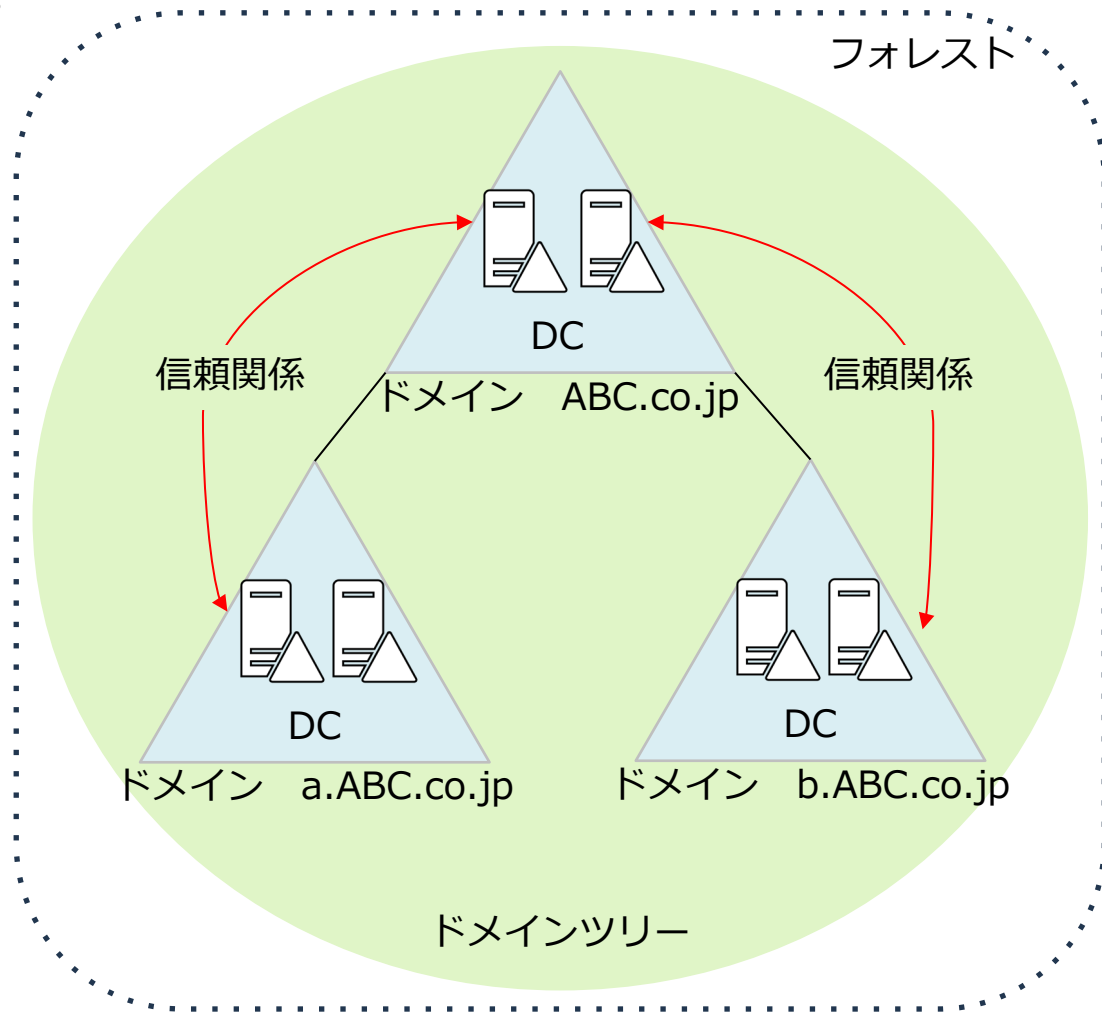 フォレスト
DC
信頼関係
信頼関係
ドメイン　ABC.co.jp
DC
DC
ドメイン　a.ABC.co.jp
ドメイン　b.ABC.co.jp
ドメインツリー